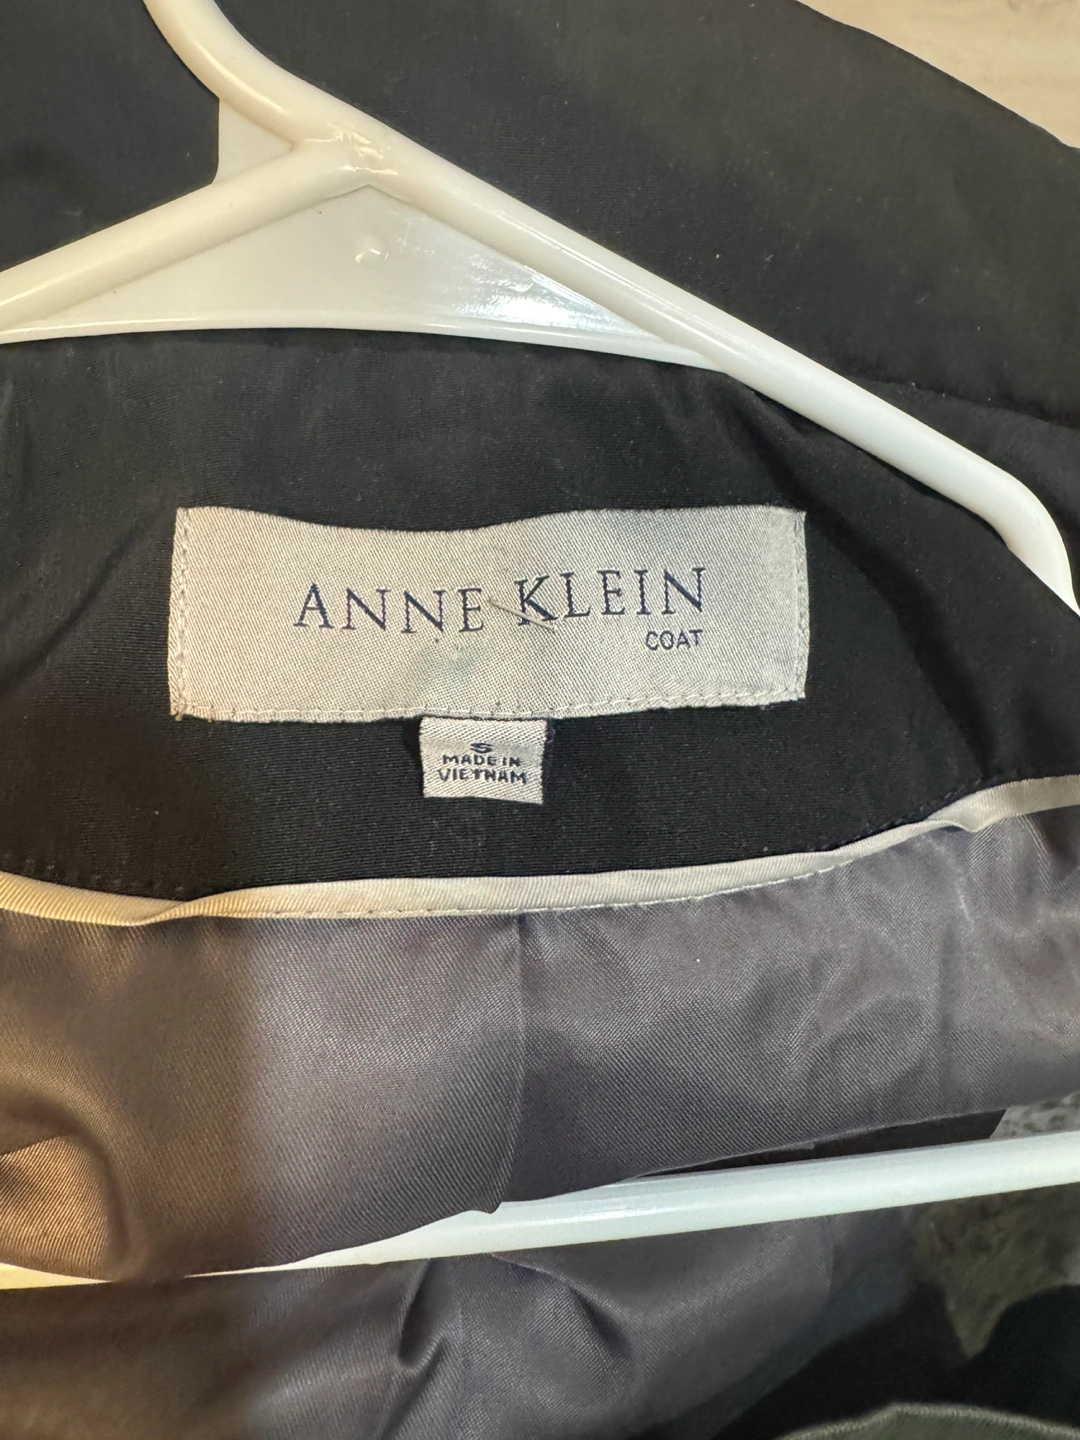 ANNE KLEIN
COAT
S
MADE IN
VIETNAM